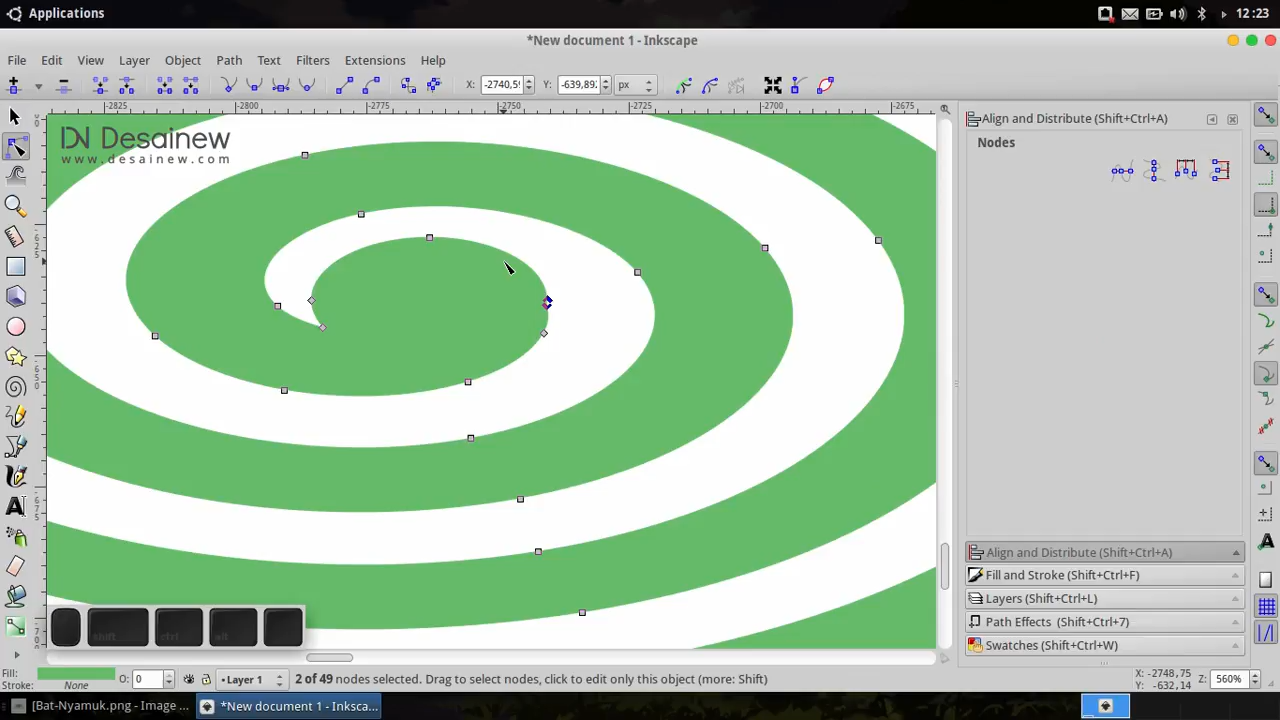 Applications
12:23
*New document 1 - Inkscape
File Edit View Layer Object Path Text Filters Extensions Help
X: -2740,59 Y: -639,892 px
-2825 -2800 -2775 -2750 -2725 -2700 -2675
Align and Distribute (Shift+Ctrl+A)
Nodes
DN Desainew
www.desainew.com
Align and Distribute (Shift+Ctrl+A)
Fill and Stroke (Shift+Ctrl+F)
Layers (Shift+Ctrl+L)
Path Effects (Shift+Ctrl+7)
Swatches (Shift+Ctrl+W)
shift ctrl alt
Fill:
Stroke: None
O: 0
Layer 1
2 of 49 nodes selected. Drag to select nodes, click to edit only this object (more: Shift)
X: -2748,75
Y: -632,14
Z: 560%
[Bat-Nyamuk.png - Image ...
*New document 1 - Inksca...